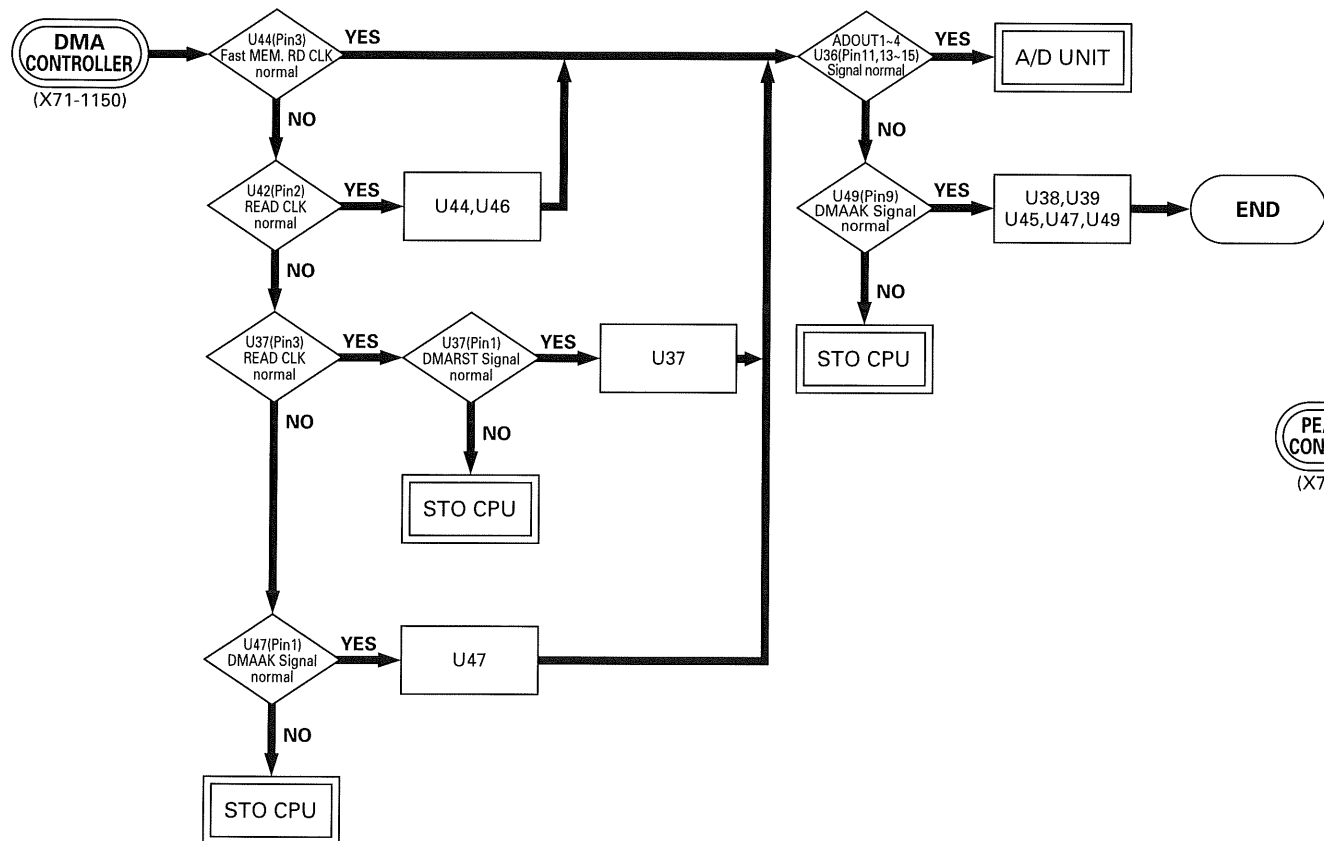 DMA
CONTROLLER
(X71-1150)
U44(Pin3)
Fast MEM. RD CLK
normal
YES
NO
ADOUT1~4
U36(Pin11,13~15)
Signal normal
YES
A/D UNIT
NO
U42(Pin2)
READ CLK
normal
YES
U44,U46
NO
U49(Pin9)
DMAAK Signal
normal
YES
U38,U39
U45,U47,U49
END
NO
STO CPU
U37(Pin3)
READ CLK
normal
YES
U37(Pin1)
DMARST Signal
normal
YES
U37
NO
NO
STO CPU
PEA
CON
(X7
U47(Pin1)
DMAAK Signal
normal
YES
U47
NO
STO CPU